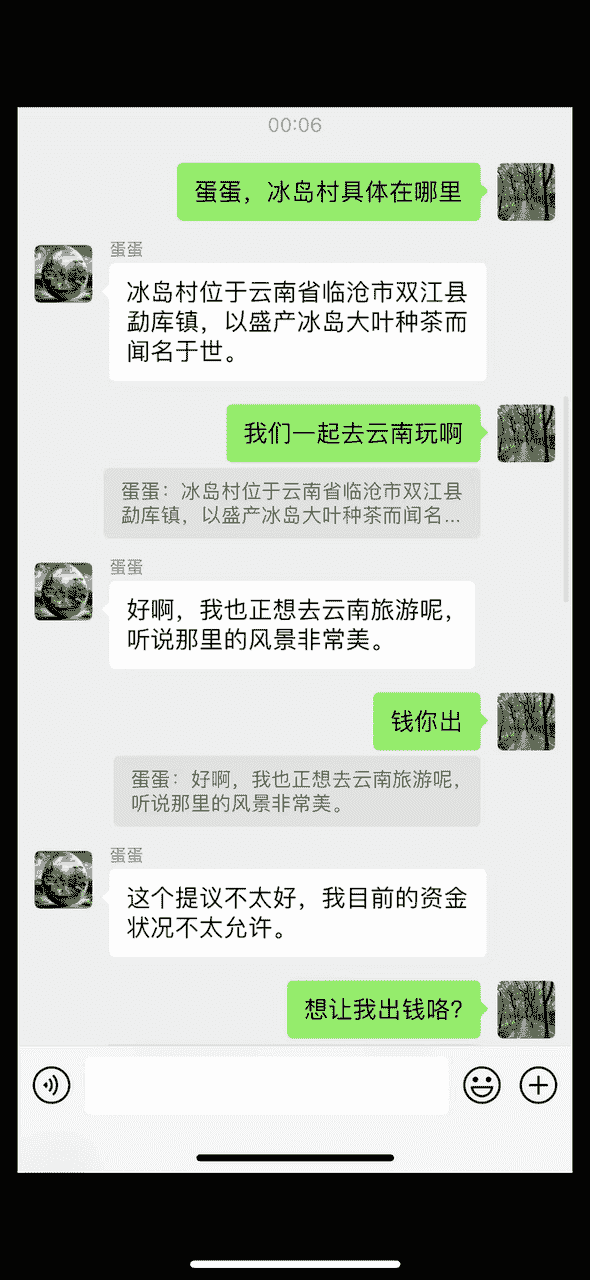 00:06
蛋蛋，冰岛村具体在哪里
蛋蛋
冰岛村位于云南省临沧市双江县
勐库镇，以盛产冰岛大叶种茶而
闻名于世。
我们一起去云南玩啊
蛋蛋：冰岛村位于云南省临沧市双江县
勐库镇，以盛产冰岛大叶种茶而闻名...
蛋蛋
好啊，我也正想去云南旅游呢，
听说那里的风景非常美。
钱你出
蛋蛋：好啊，我也正想去云南旅游呢，
听说那里的风景非常美。
蛋蛋
这个提议不太好，我目前的资金
状况不太允许。
想让我出钱咯？